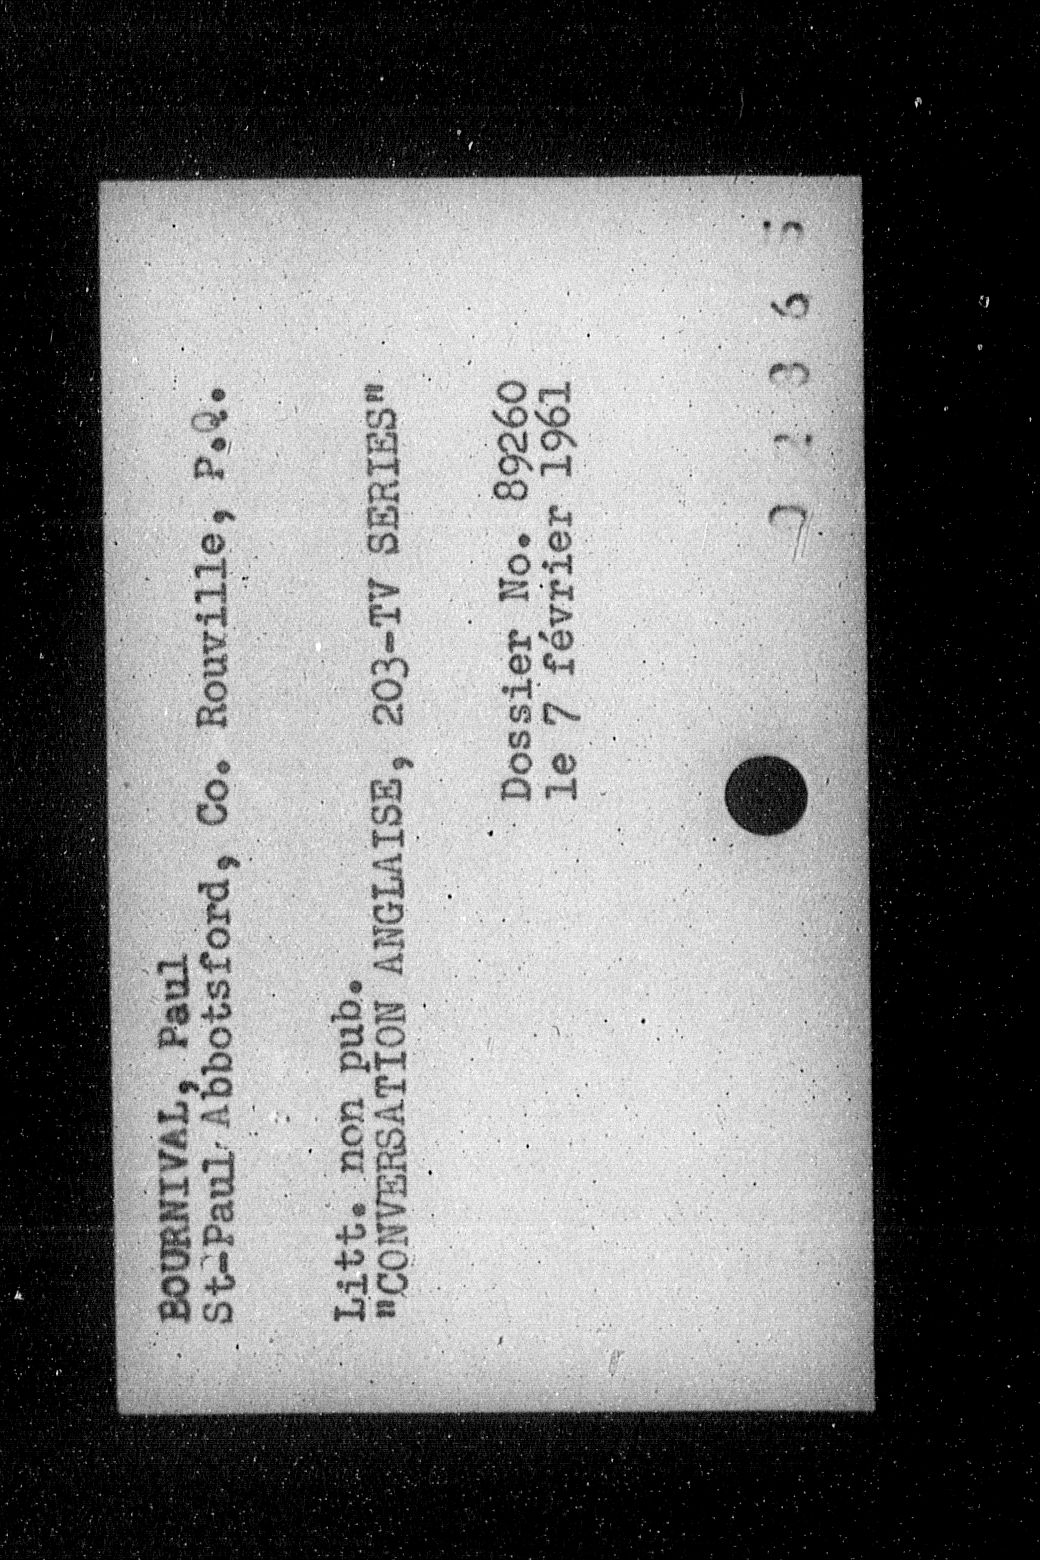 BOURNIVAL, Paul
St-Paul Abbotsford, Co. Rouville, P.Q.
Litt. non pub.
"CONVERSATION ANGLAISE, 203-TV SERIES"
Dossier No. 89260
le 7 février 1961